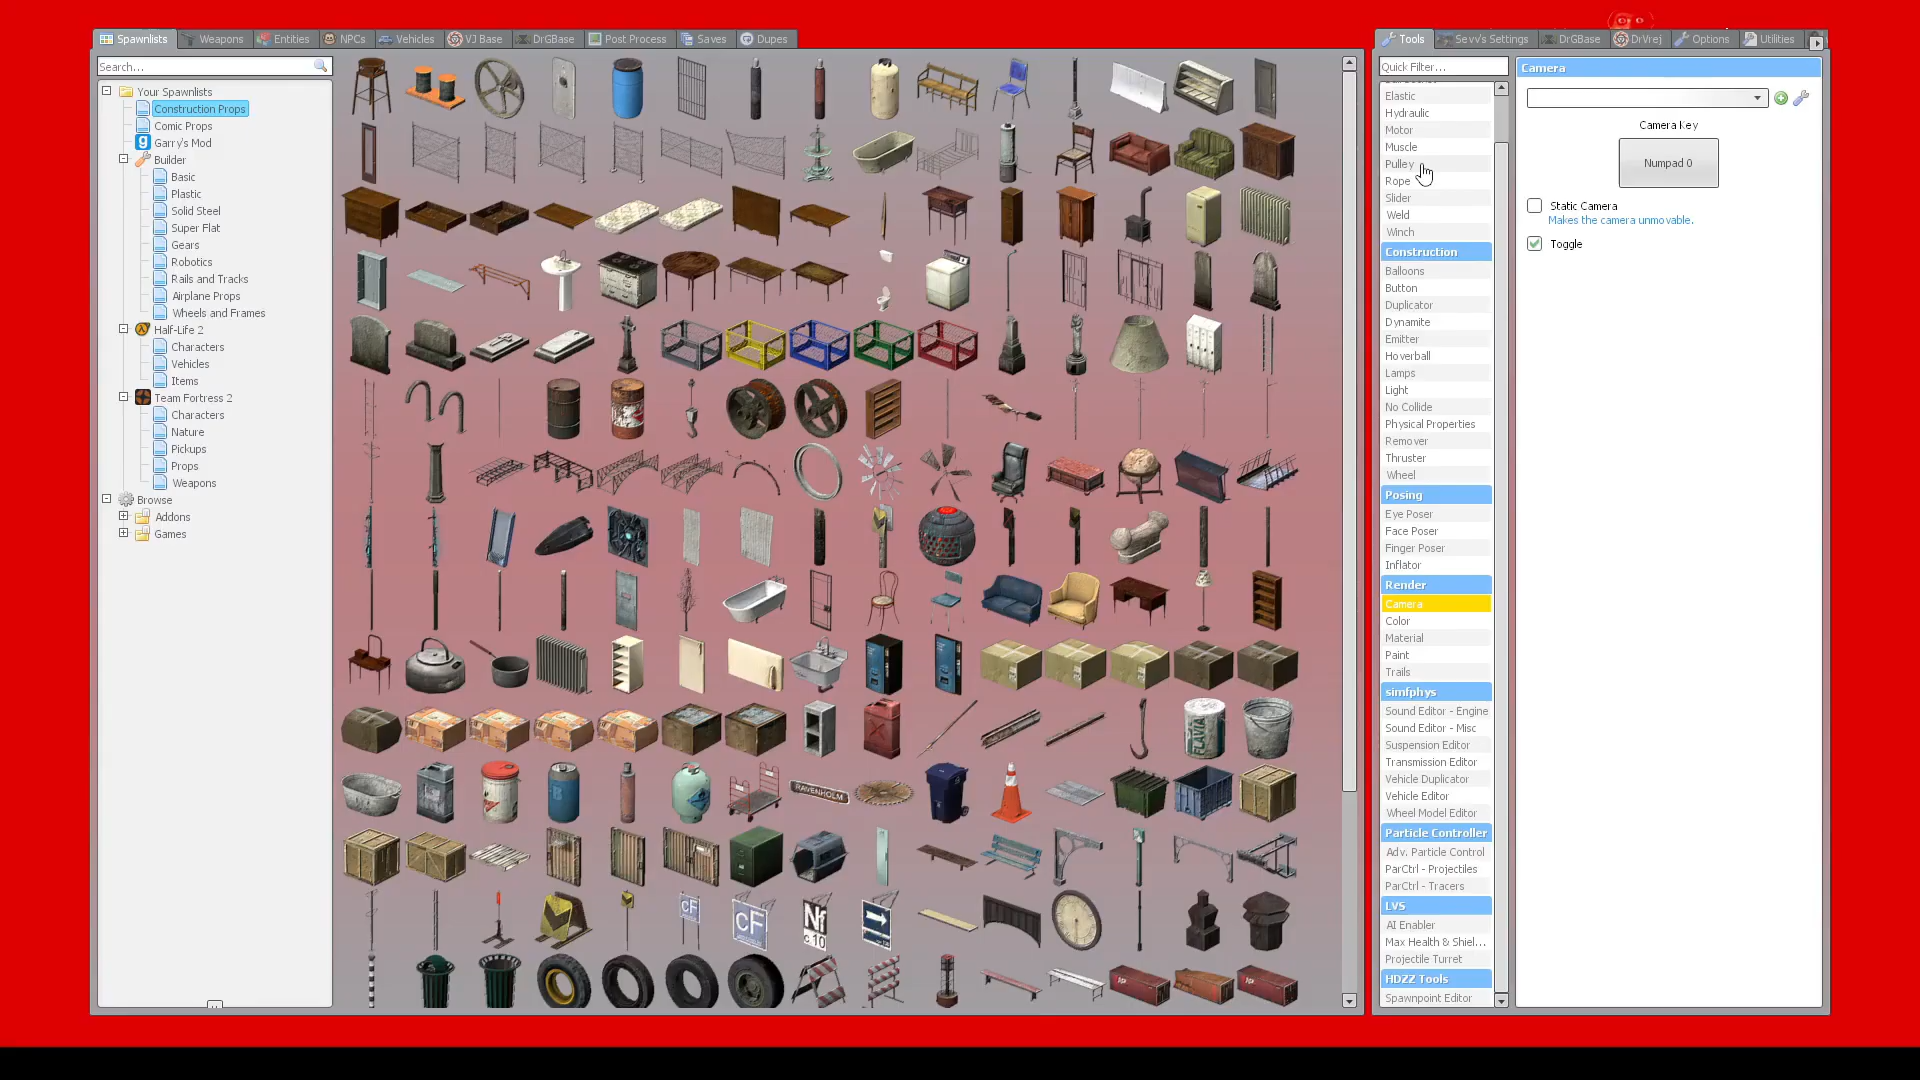 Spawnlists
Weapons
Entities
NPCs
Vehicles
VJ Base
DrGBase
Post Process
Saves
Dupes
Search...
Your Spawnlists
Construction Props
Comic Props
Garry's Mod
Builder
Basic
Plastic
Solid Steel
Super Flat
Gears
Robotics
Rails and Tracks
Airplane Props
Wheels and Frames
Half-Life 2
Characters
Vehicles
Items
Team Fortress 2
Characters
Nature
Pickups
Props
Weapons
Browse
Addons
Games
RAVENHOLM
cF
cF
Nf
c.10
Tools
Sevv's Settings
DrGBase
DrVrej
Options
Utilities
Quick Filter...
Elastic
Hydraulic
Motor
Muscle
Pulley
Rope
Slider
Weld
Winch
Construction
Balloons
Button
Duplicator
Dynamite
Emitter
Hoverball
Lamps
Light
No Collide
Physical Properties
Remover
Thruster
Wheel
Posing
Eye Poser
Face Poser
Finger Poser
Inflator
Render
Camera
Color
Material
Paint
Trails
simfphys
Sound Editor - Engine
Sound Editor - Misc
Suspension Editor
Transmission Editor
Vehicle Duplicator
Vehicle Editor
Wheel Model Editor
Particle Controller
Adv. Particle Control
ParCtrl - Projectiles
ParCtrl - Tracers
LVS
AI Enabler
Max Health & Shiel...
Projectile Turret
HDZZ Tools
Spawnpoint Editor
Camera
Camera Key
Numpad 0
Static Camera
Makes the camera unmovable.
Toggle